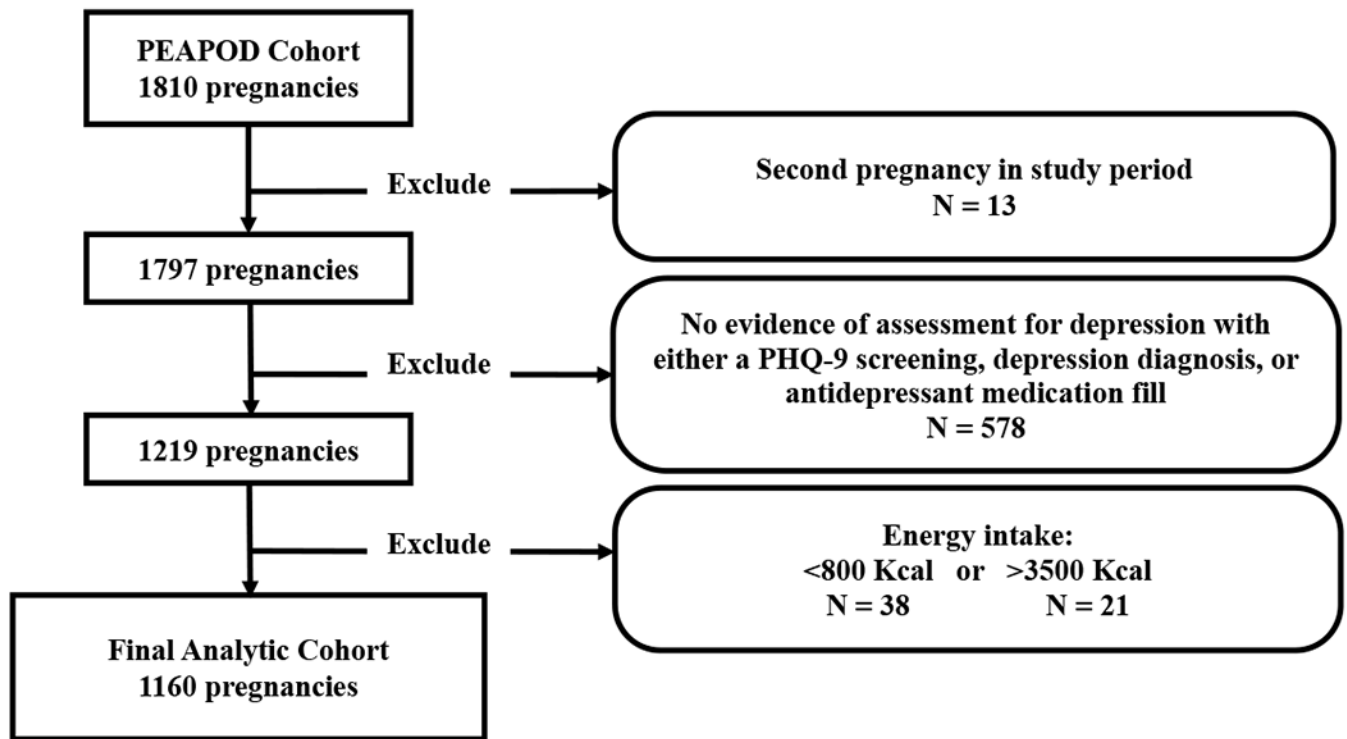 PEAPOD Cohort
1810 pregnancies
Exclude
Second pregnancy in study period
N = 13
1797 pregnancies
Exclude
No evidence of assessment for depression with
either a PHQ-9 screening, depression diagnosis, or
antidepressant medication fill
N = 578
1219 pregnancies
Exclude
Energy intake:
<800 Kcal or >3500 Kcal
N = 38 N = 21
Final Analytic Cohort
1160 pregnancies